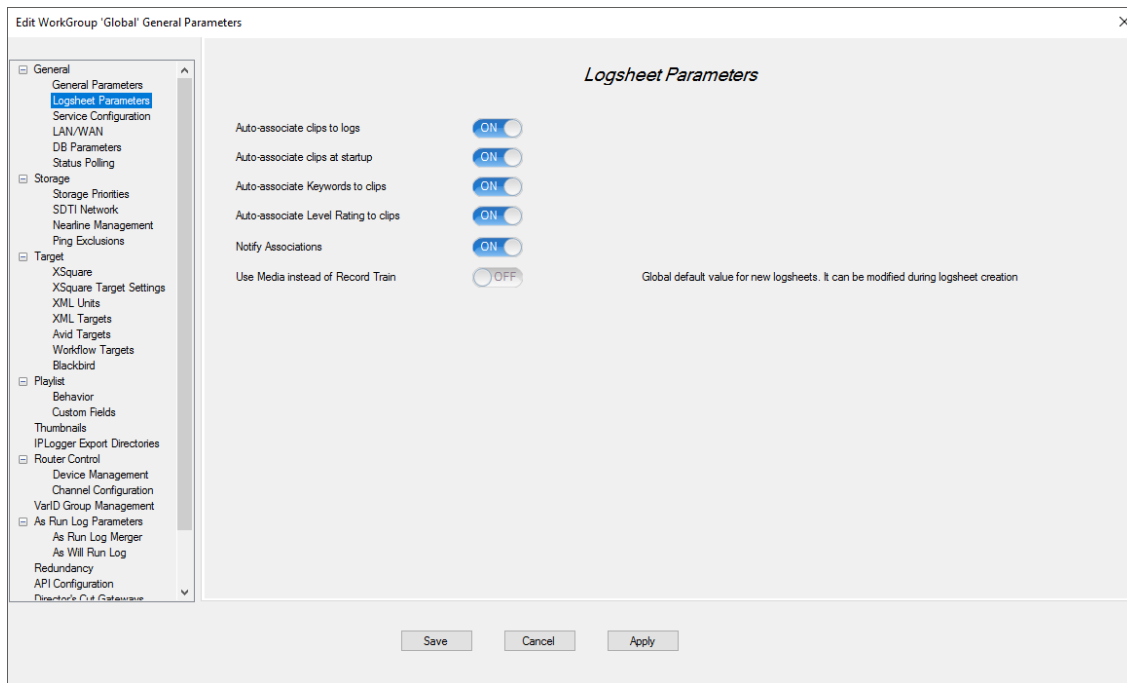 Edit WorkGroup 'Global' General Parameters
General
General Parameters
Logsheet Parameters
Service Configuration
LAN/WAN
DB Parameters
Status Polling
Storage
Storage Priorities
SDTI Network
Nearline Management
Ping Exclusions
Target
XSquare
XSquare Target Settings
XML Units
XML Targets
Avid Targets
Workflow Targets
Blackbird
Playlist
Behavior
Custom Fields
Thumbnails
IPLogger Export Directories
Router Control
Device Management
Channel Configuration
VarID Group Management
As Run Log Parameters
As Run Log Merger
As Will Run Log
Redundancy
API Configuration
Director's Cut Gateways
Logsheet Parameters
Auto-associate clips to logs ON
Auto-associate clips at startup ON
Auto-associate Keywords to clips ON
Auto-associate Level Rating to clips ON
Notify Associations ON
Use Media instead of Record Train OFF Global default value for new logsheets. It can be modified during logsheet creation
Save Cancel Apply